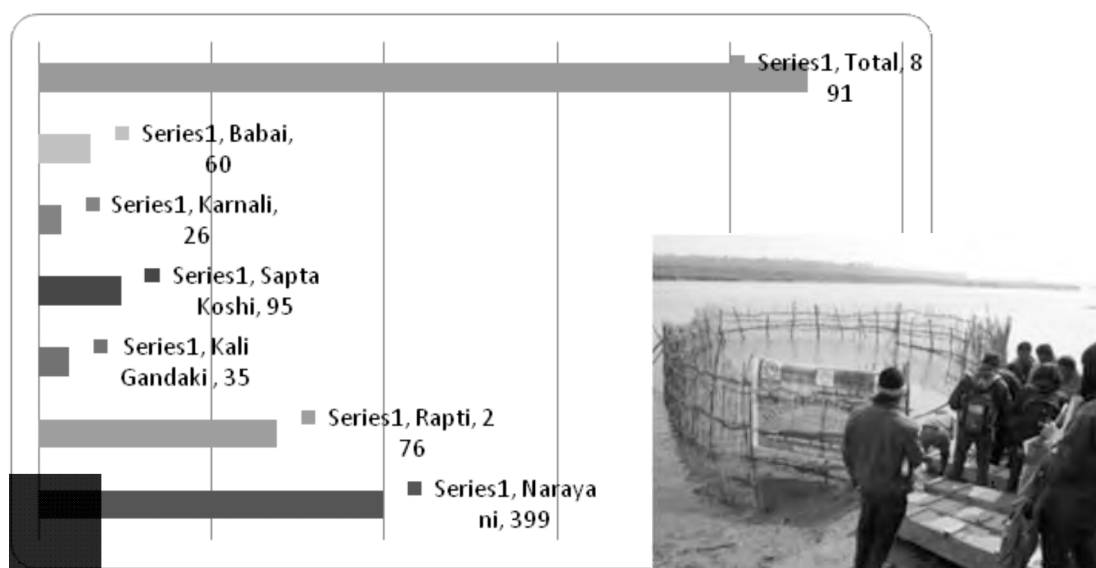 Series1, Total, 8
91
Series1, Babai,
60
Series1, Karnali,
26
Series1, Sapta
Koshi, 95
Series1, Kali
Gandaki , 35
Series1, Rapti, 2
76
Series1, Naraya
ni, 399